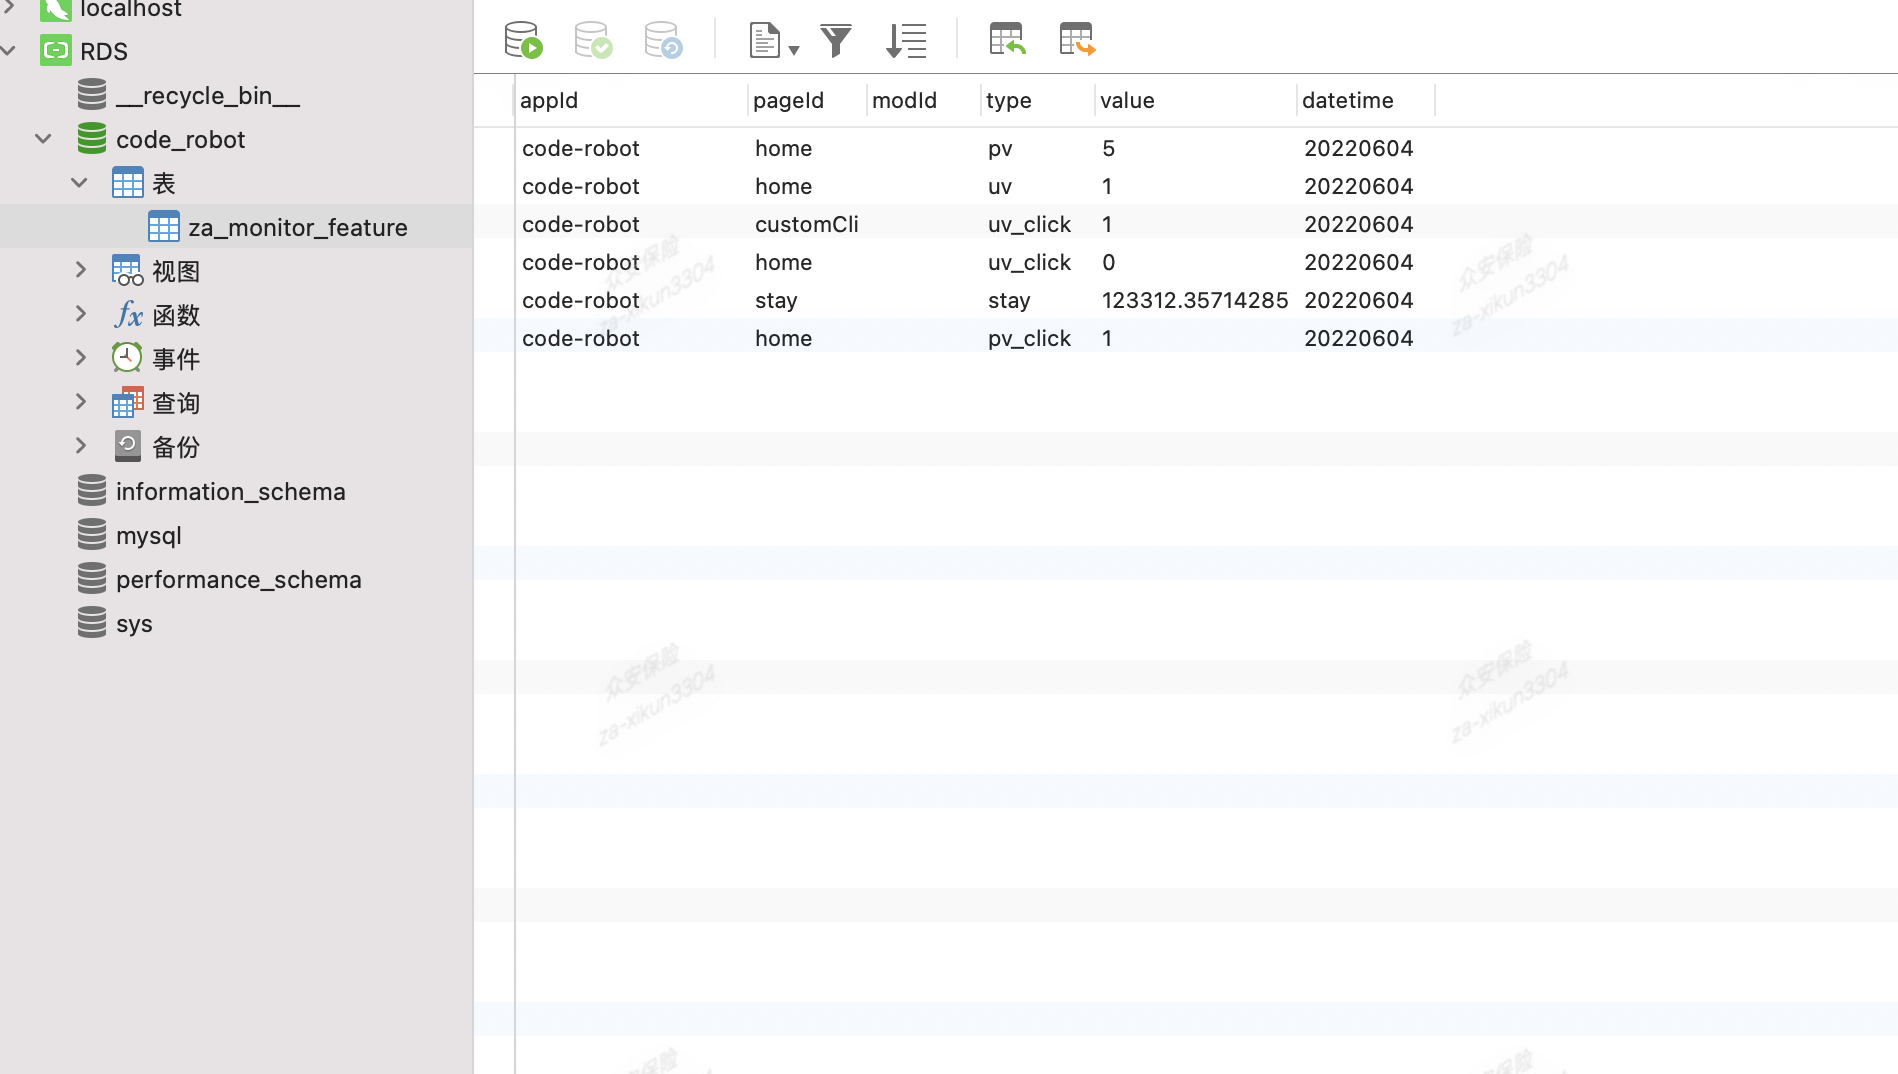 localhost
RDS
__recycle_bin__
code_robot
表
za_monitor_feature
视图
fx 函数
事件
查询
备份
information_schema
mysql
performance_schema
sys
appId pageId modId type value datetime
code-robot home pv 5 20220604
code-robot home uv 1 20220604
code-robot customCli uv_click 1 20220604
code-robot home uv_click 0 20220604
code-robot stay stay 123312.35714285 20220604
code-robot home pv_click 1 20220604
众安保险
za-xikun3304
众安保险
za-xikun3304
众安保险
za-xikun3304
众安保险
za-xikun3304